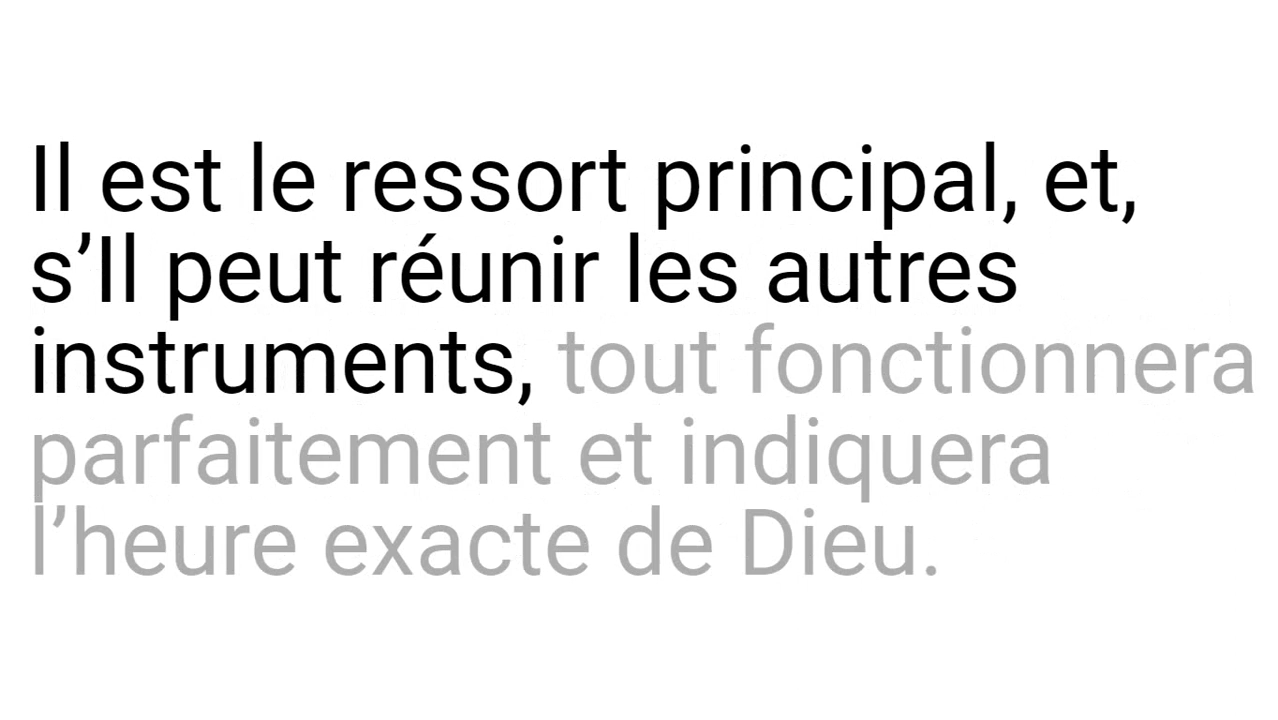 Il est le ressort principal, et,
s’Il peut réunir les autres
instruments, tout fonctionnera
parfaitement et indiquera
l’heure exacte de Dieu.